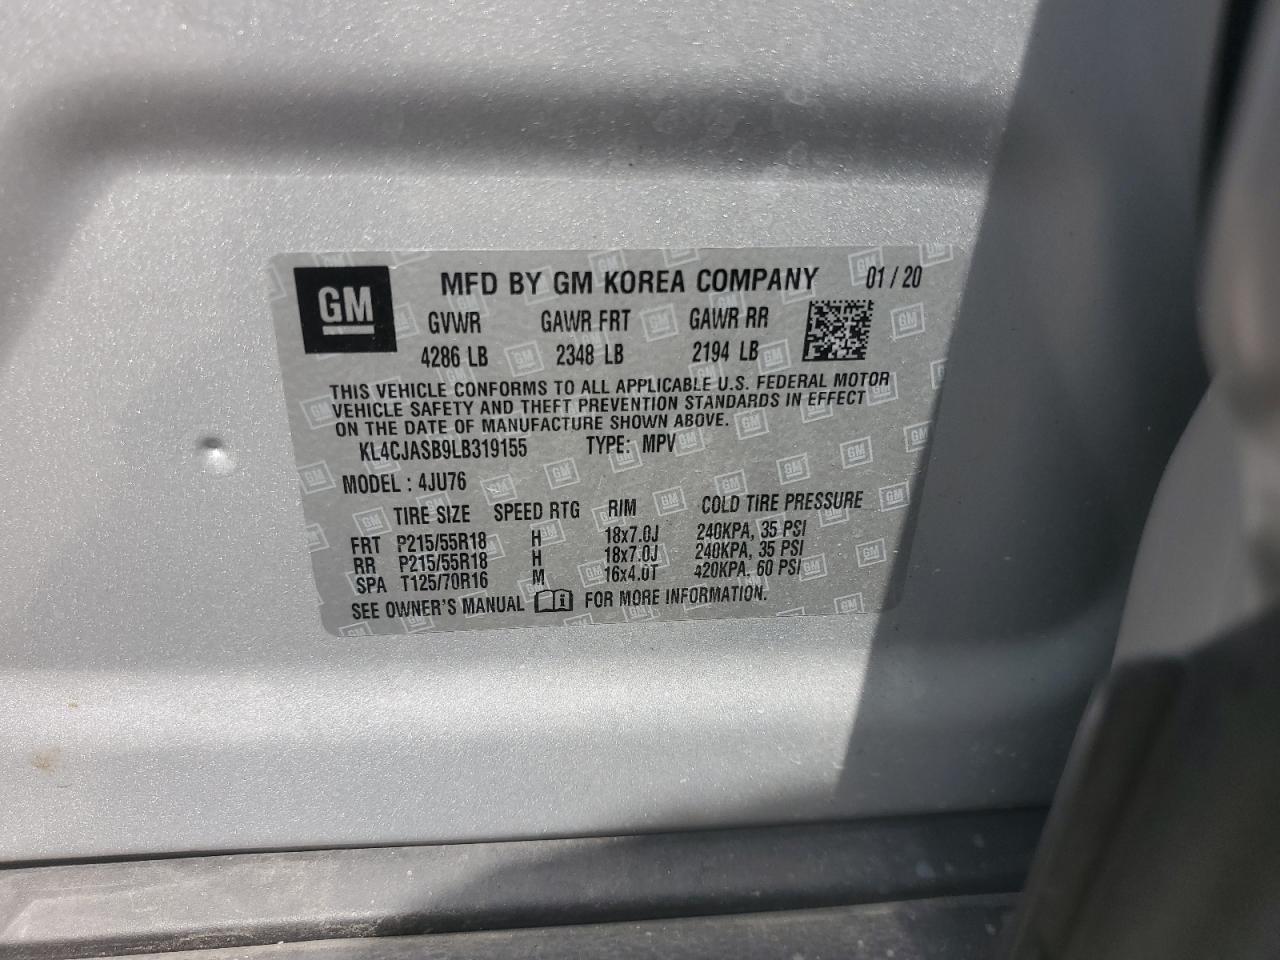 GM
MFD BY GM KOREA COMPANY 01 / 20
GVWR GAWR FRT GAWR RR
4286 LB 2348 LB 2194 LB
THIS VEHICLE CONFORMS TO ALL APPLICABLE U.S. FEDERAL MOTOR
VEHICLE SAFETY AND THEFT PREVENTION STANDARDS IN EFFECT
ON THE DATE OF MANUFACTURE SHOWN ABOVE.
KL4CJASB9LB319155 TYPE: MPV
MODEL : 4JU76
TIRE SIZE SPEED RTG RIM COLD TIRE PRESSURE
FRT P215/55R18 H 18x7.0J 240KPA, 35 PSI
RR P215/55R18 H 18x7.0J 240KPA, 35 PSI
SPA T125/70R16 M 16x4.0T 420KPA, 60 PSI
SEE OWNER'S MANUAL i FOR MORE INFORMATION.